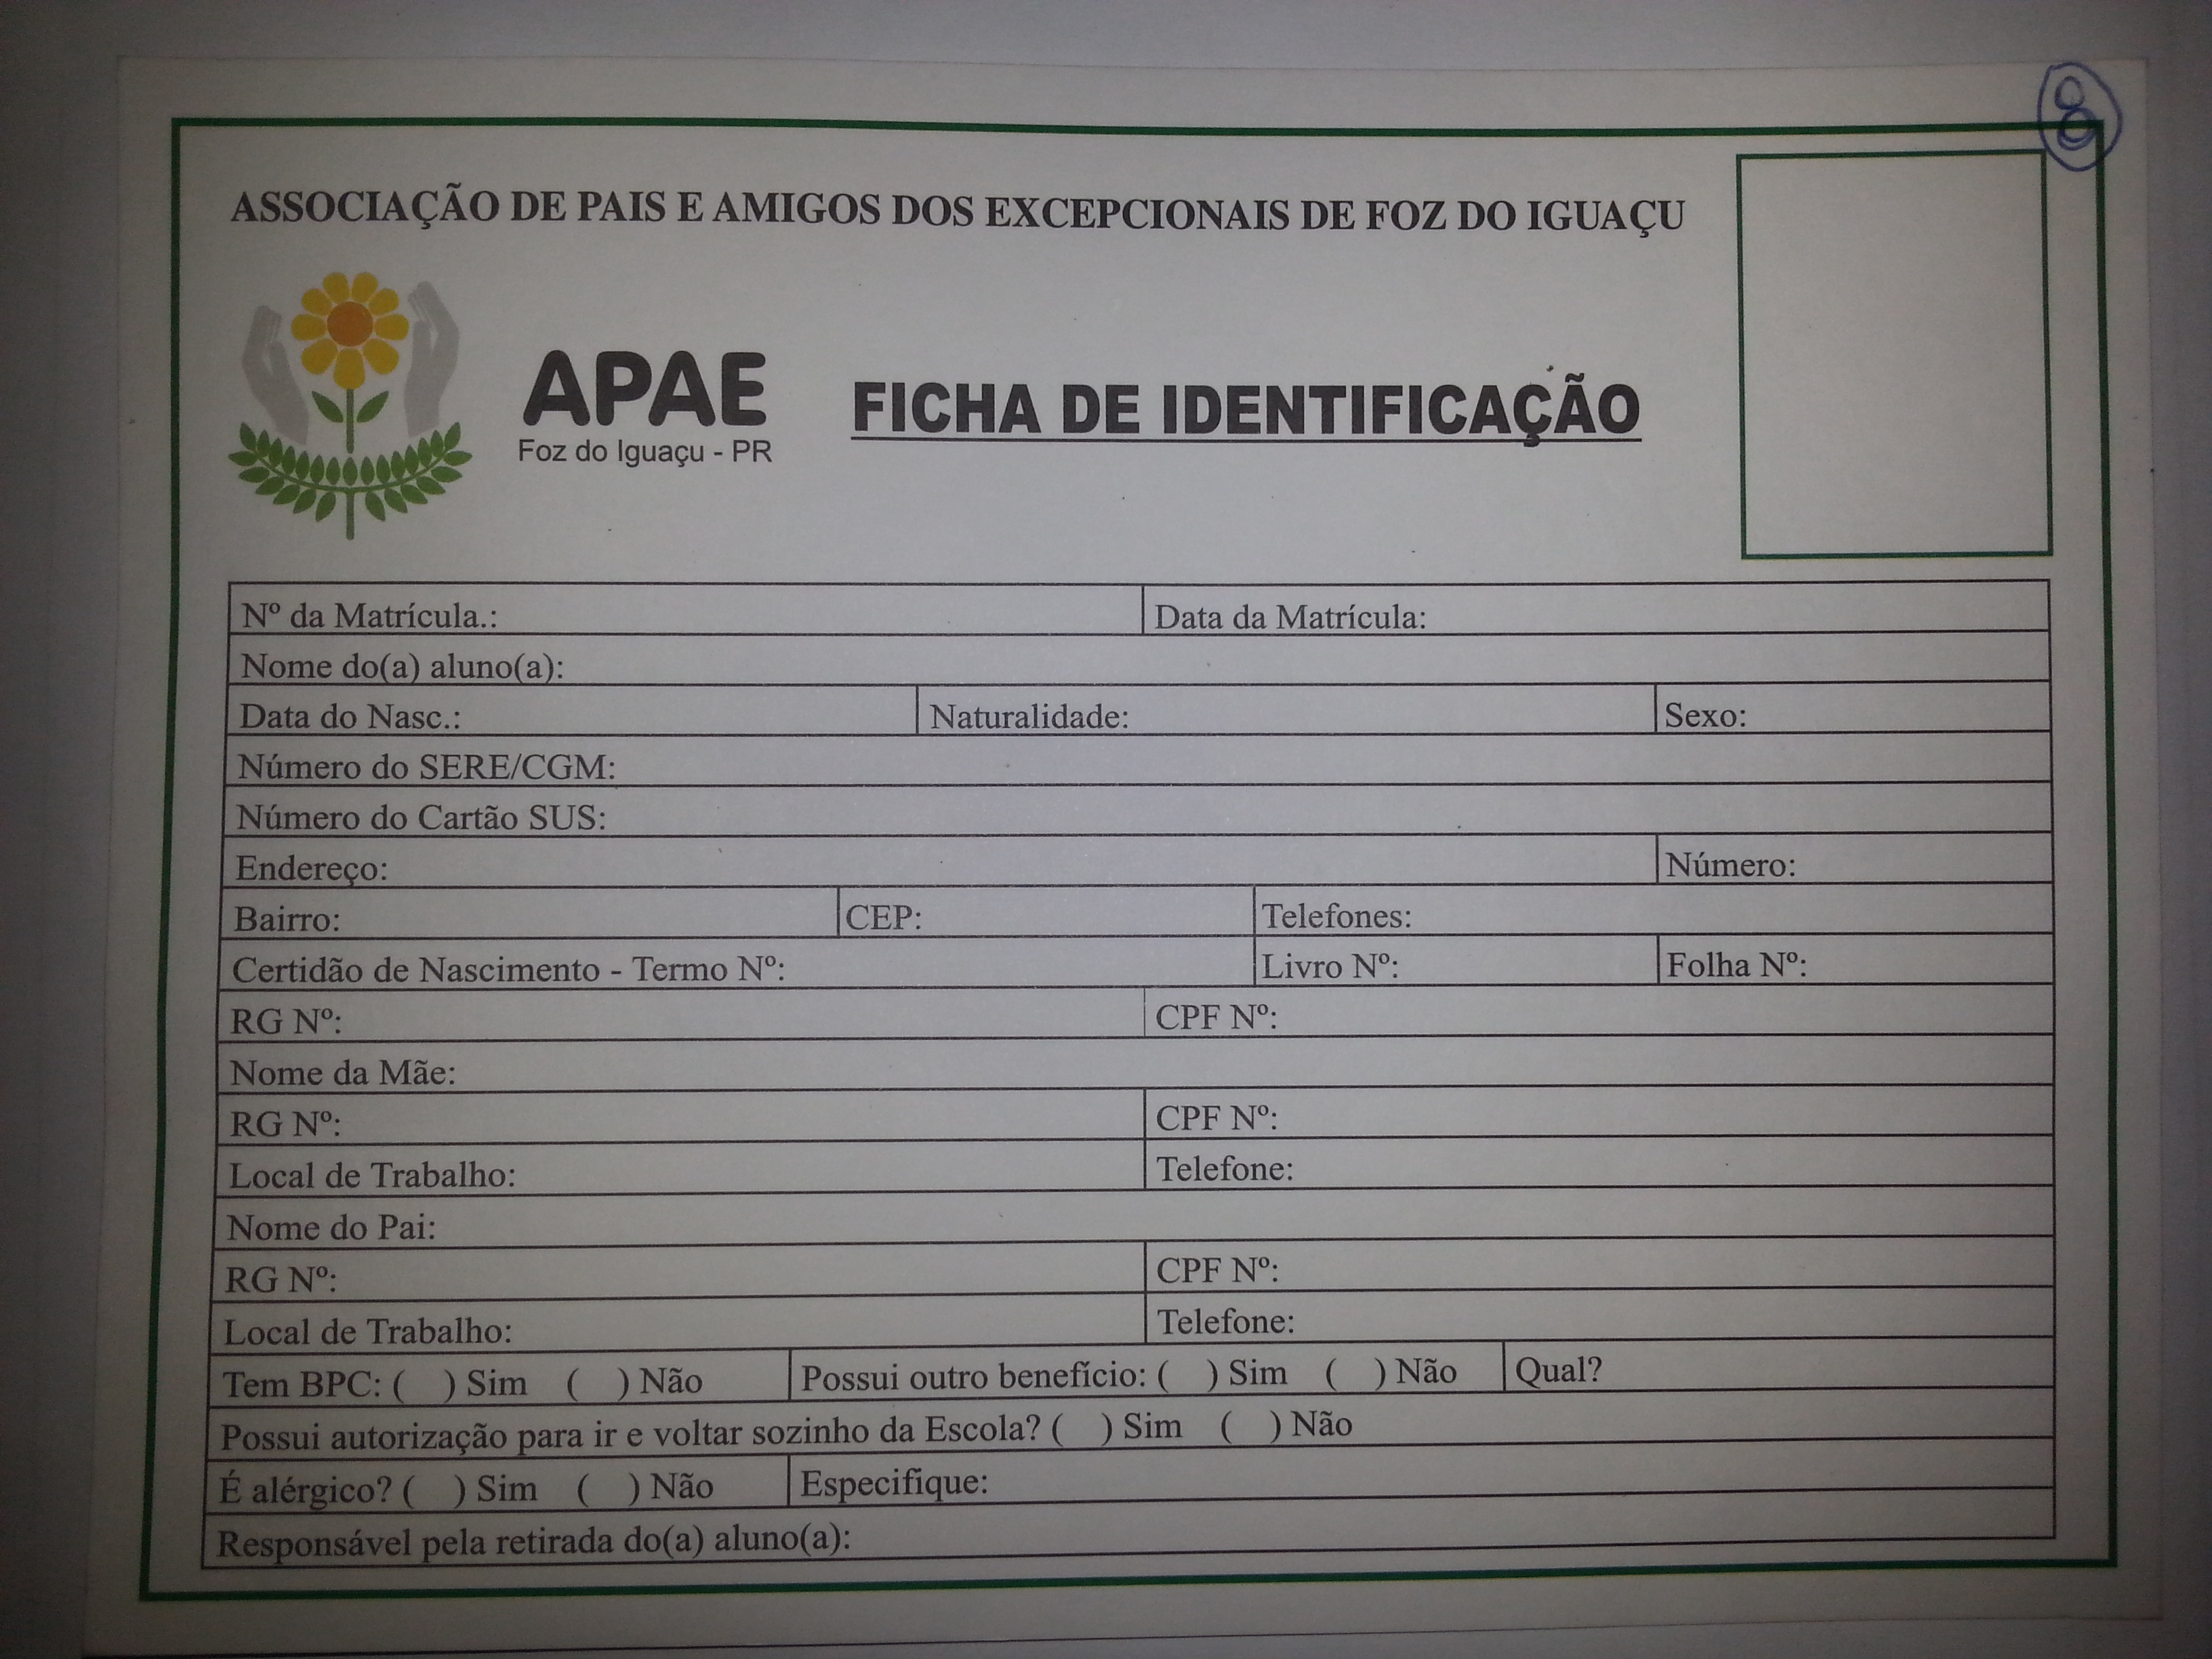 8
ASSOCIAÇÃO DE PAIS E AMIGOS DOS EXCEPCIONAIS DE FOZ DO IGUAÇU
APAE
Foz do Iguaçu - PR
FICHA DE IDENTIFICAÇÃO
Nº da Matrícula.: Data da Matrícula:
Nome do(a) aluno(a):
Data do Nasc.: Naturalidade: Sexo:
Número do SERE/CGM:
Número do Cartão SUS:
Endereço: Número:
Bairro: CEP: Telefones:
Certidão de Nascimento - Termo Nº: Livro Nº: Folha Nº:
RG Nº: CPF Nº:
Nome da Mãe:
RG Nº: CPF Nº:
Local de Trabalho: Telefone:
Nome do Pai:
RG Nº: CPF Nº:
Local de Trabalho: Telefone:
Tem BPC: ( ) Sim ( ) Não Possui outro benefício: ( ) Sim ( ) Não Qual?
Possui autorização para ir e voltar sozinho da Escola? ( ) Sim ( ) Não
É alérgico? ( ) Sim ( ) Não Especifique:
Responsável pela retirada do(a) aluno(a):